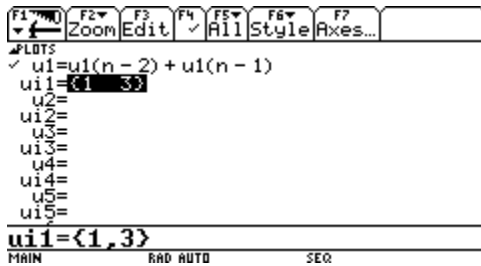 F1 F2 Zoom F3 Edit F4 ✓ F5 All F6 Style F7 Axes...
PLOTS
✓ u1=u1(n - 2) + u1(n - 1)
ui1={1 3}
u2=
ui2=
u3=
ui3=
u4=
ui4=
u5=
ui5=
ui1={1,3}
MAIN RAD AUTO SEQ